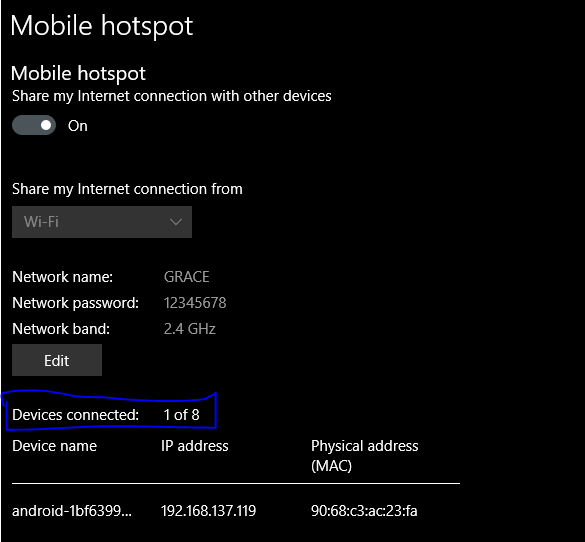 Mobile hotspot
Mobile hotspot
Share my Internet connection with other devices
On
Share my Internet connection from
Wi-Fi
Network name: GRACE
Network password: 12345678
Network band: 2.4 GHz
Edit
Devices connected: 1 of 8
Device name IP address Physical address
(MAC)
android-1bf6399... 192.168.137.119 90:68:c3:ac:23:fa